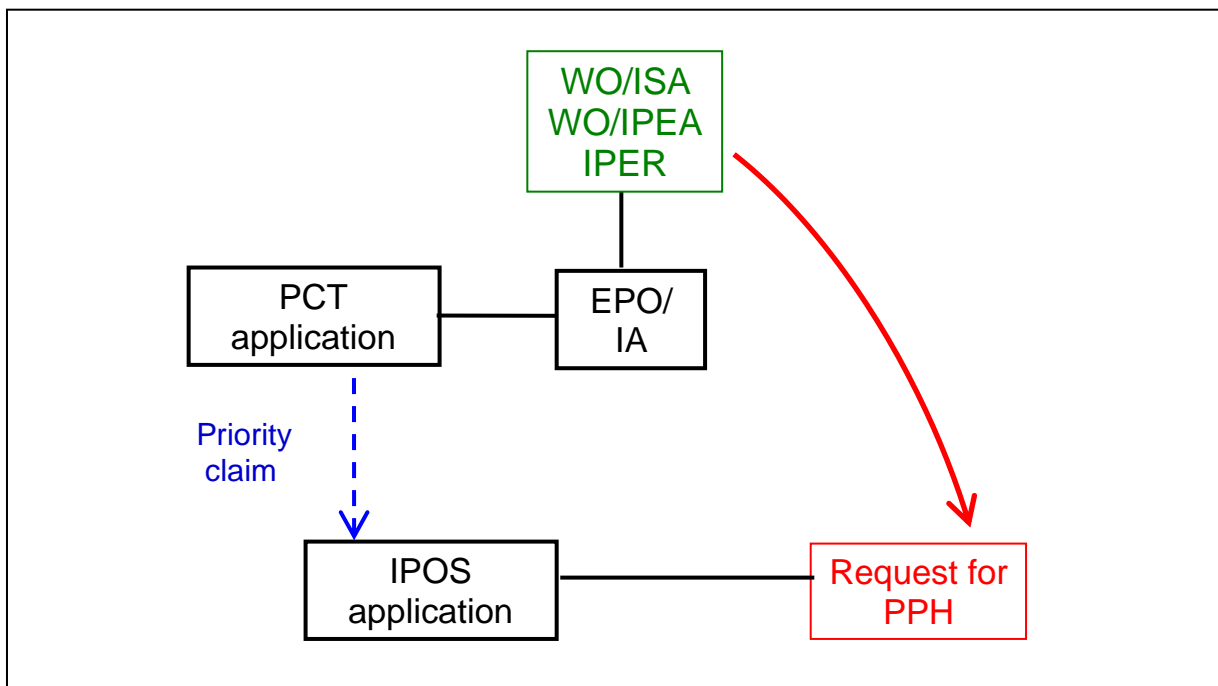 WO/ISA
WO/IPEA
IPER
PCT
application
EPO/
IA
Priority
claim
IPOS
application
Request for
PPH